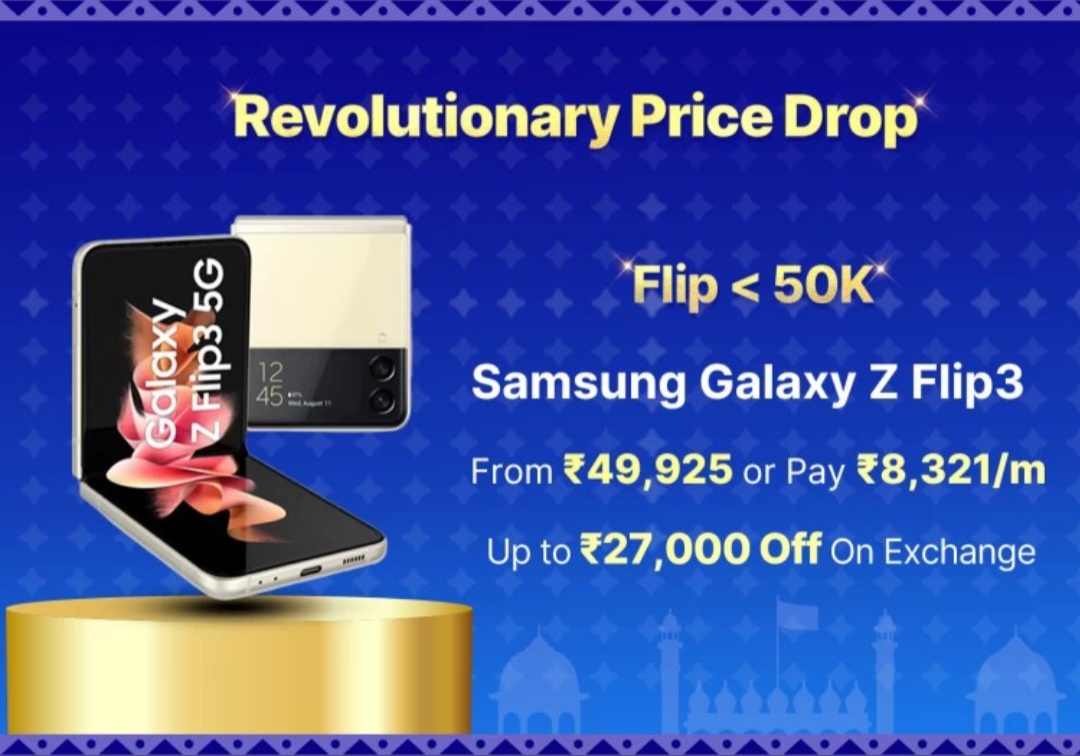 Revolutionary Price Drop
Flip < 50K
Samsung Galaxy Z Flip3
From ₹49,925 or Pay ₹8,321/m
Up to ₹27,000 Off On Exchange
Galaxy
Z Flip3 5G
12
45
Wed, August 11